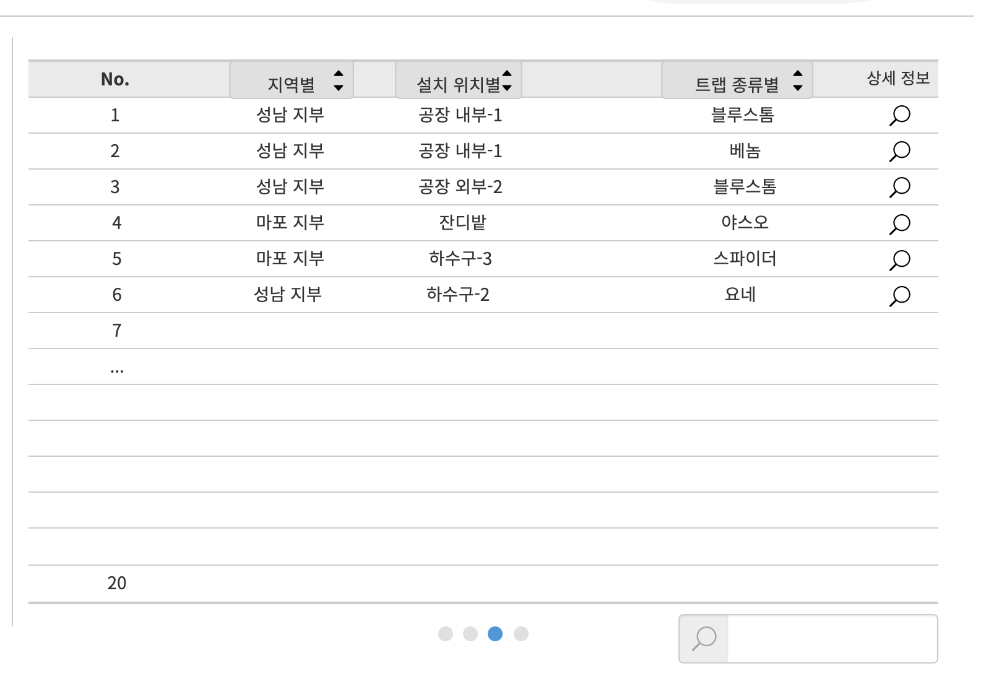 No. 지역별 설치 위치별 트랩 종류별 상세 정보
1 성남 지부 공장 내부-1 블루스톰
2 성남 지부 공장 내부-1 베놈
3 성남 지부 공장 외부-2 블루스톰
4 마포 지부 잔디밭 야스오
5 마포 지부 하수구-3 스파이더
6 성남 지부 하수구-2 요네
7
...
20